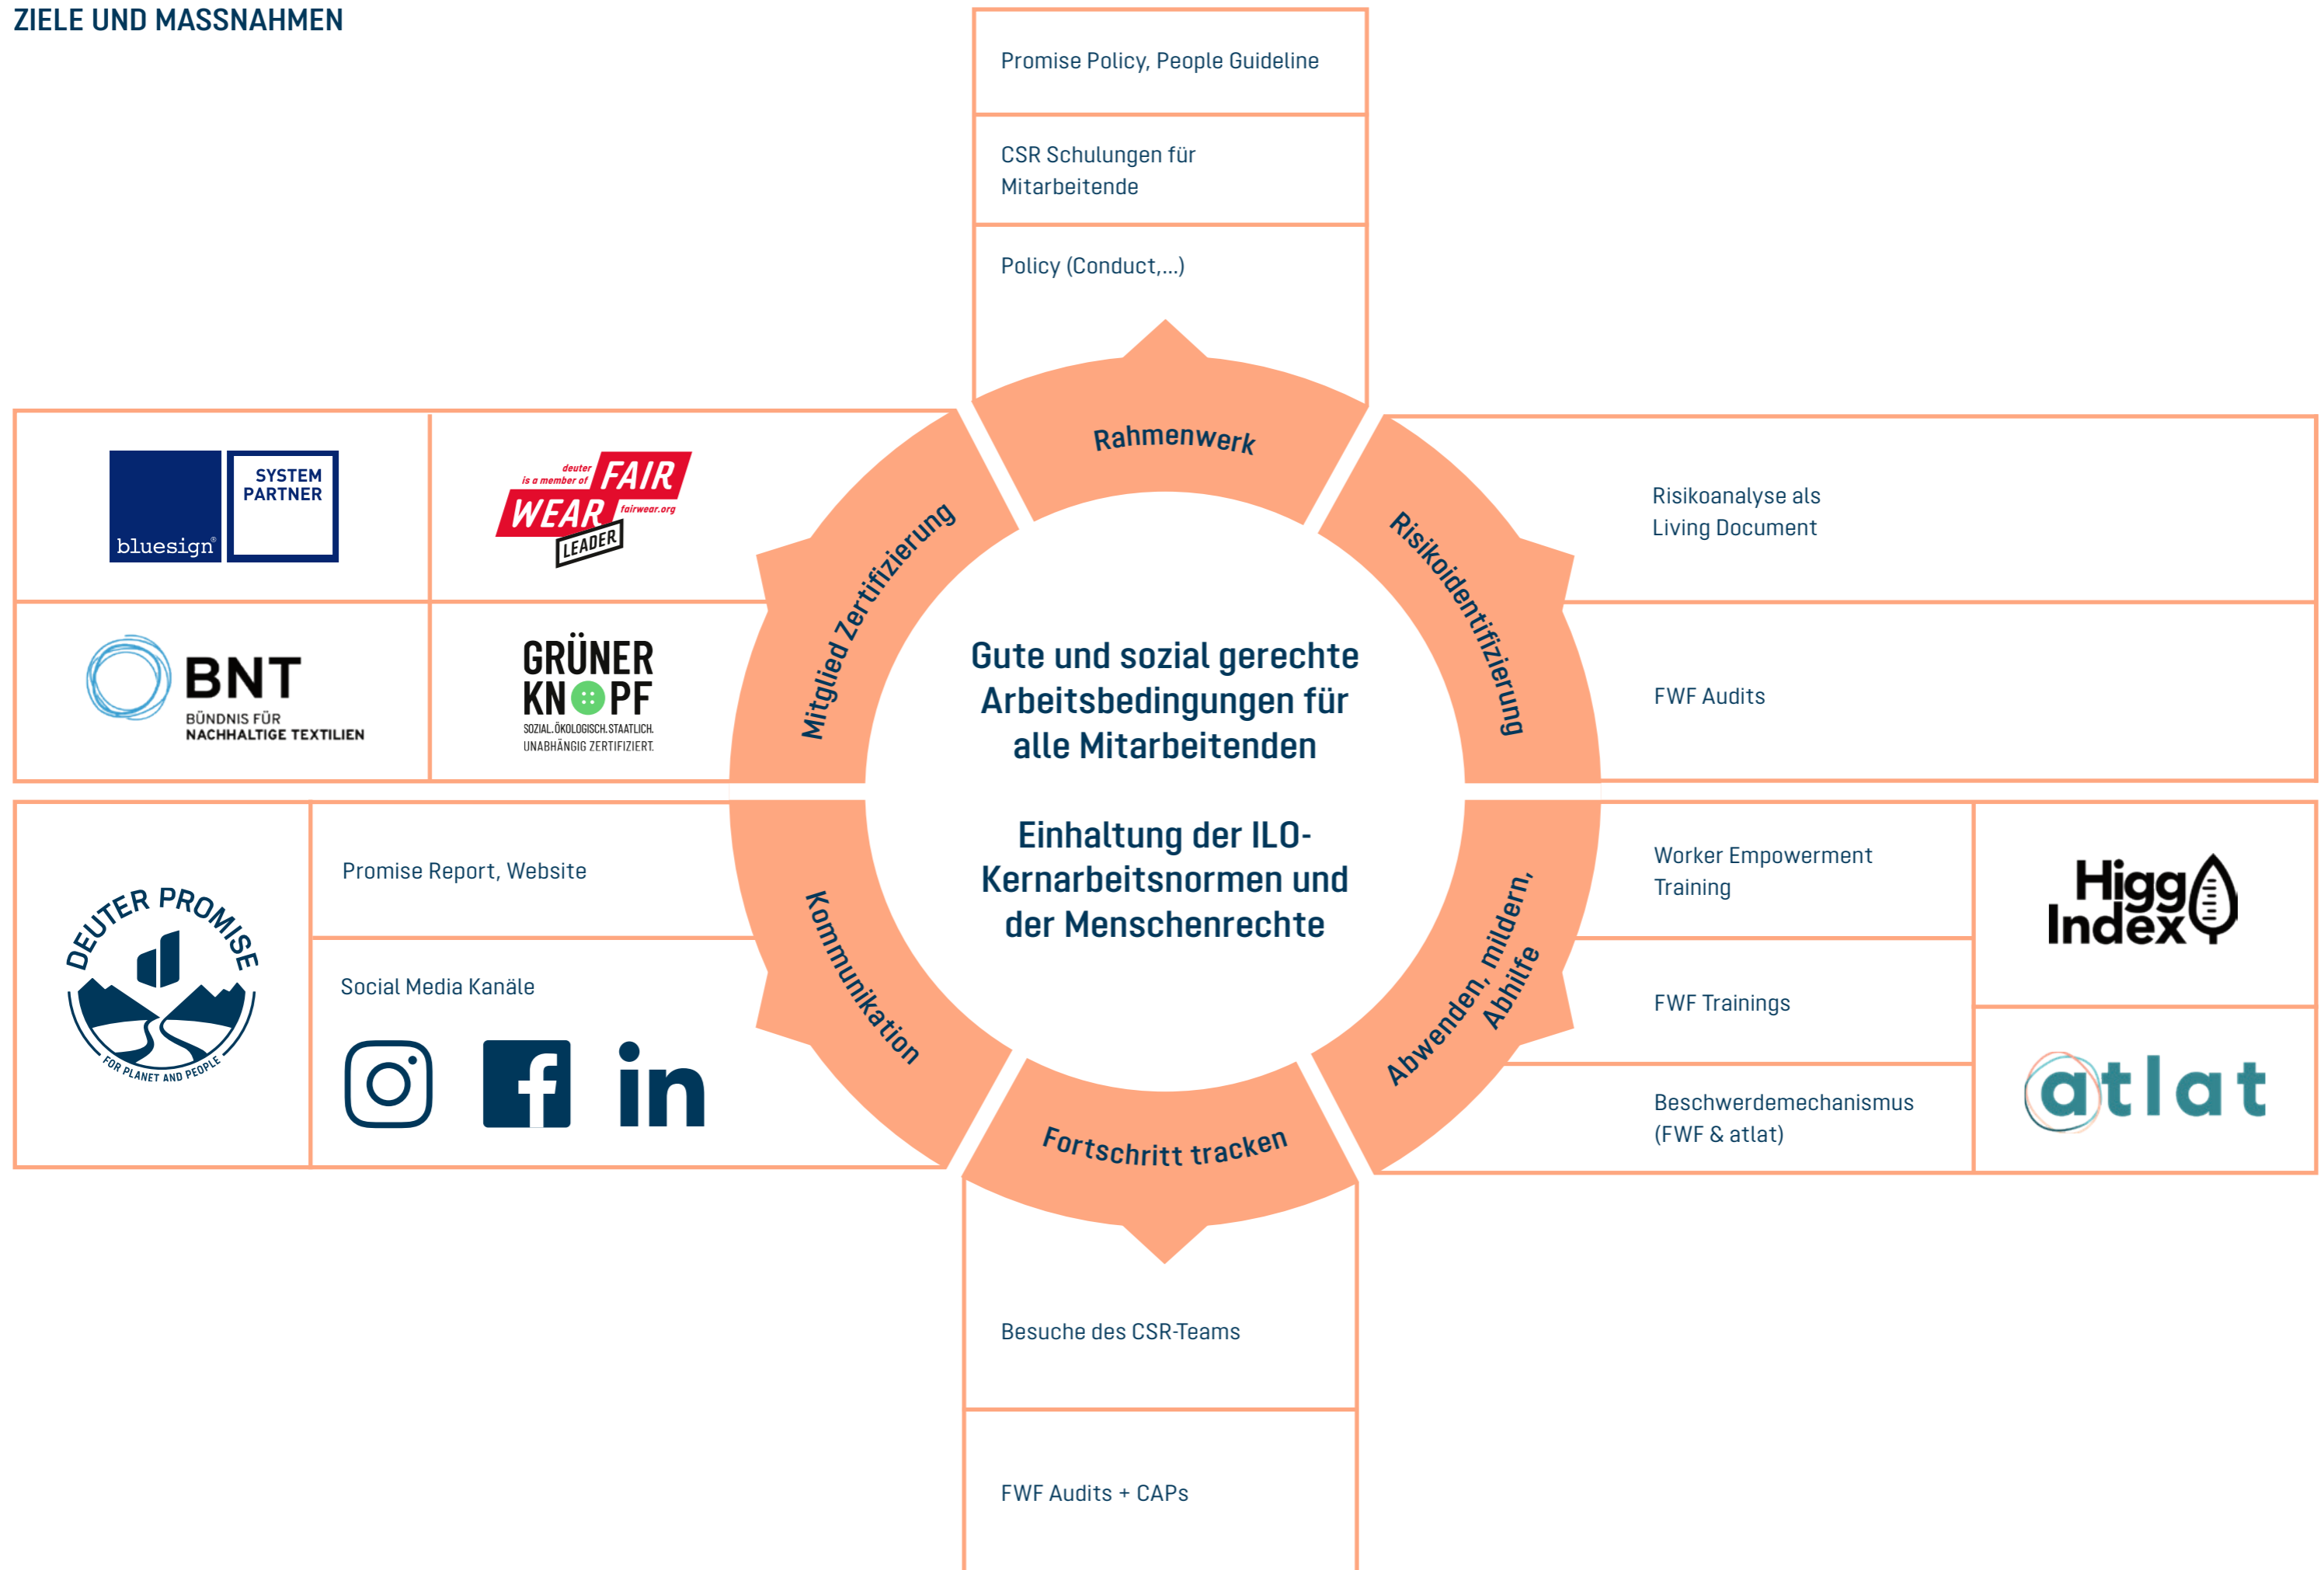 ZIELE UND MASSNAHMEN
Promise Policy, People Guideline
CSR Schulungen für
Mitarbeitende
Policy (Conduct,...)
Rahmenwerk
Mitglied Zertifizierung
bluesign®
SYSTEM
PARTNER
deuter
is a member of
FAIR
WEAR
fairwear.org
LEADER
BNT
BÜNDNIS FÜR
NACHHALTIGE TEXTILIEN
GRÜNER
KNOPF
SOZIAL. ÖKOLOGISCH. STAATLICH.
UNABHÄNGIG ZERTIFIZIERT.
Risikoidentifizierung
Risikoanalyse als
Living Document
FWF Audits
Gute und sozial gerechte
Arbeitsbedingungen für
alle Mitarbeitenden
Einhaltung der ILO-
Kernarbeitsnormen und
der Menschenrechte
Kommunikation
DEUTER PROMISE
FOR PLANET AND PEOPLE
Promise Report, Website
Social Media Kanäle
f
in
Abwenden, mildern,
Abhilfe
Worker Empowerment
Training
FWF Trainings
Beschwerdemechanismus
(FWF & atlat)
Higg
Index
atlat
Fortschritt tracken
Besuche des CSR-Teams
FWF Audits + CAPs